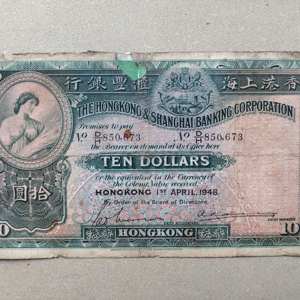 行銀豐滙海上港香
THE HONGKONG & SHANGHAI BANKING CORPORATION
Promises to pay
850,673 850,673
the Bearer on demand at its Office here
TEN DOLLARS
or the equivalent in the Currency of
the Colony, Value received.
圓拾
HONGKONG 1ST APRIL, 1948.
By Order of the Board of Directors,
10 HONGKONG 10